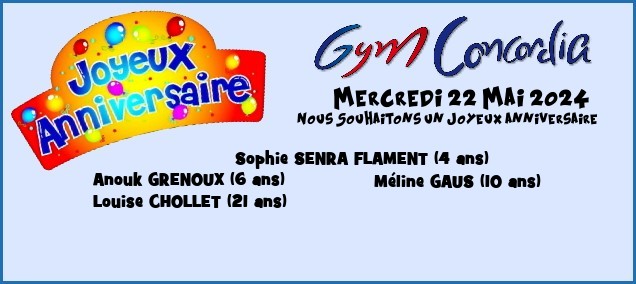 Joyeux
Anniversaire
Gym Concordia
Mercredi 22 Mai 2024
Nous souhaitons un joyeux anniversaire
Sophie SENRA FLAMENT (4 ans)
Anouk GRENOUX (6 ans) Méline GAUS (10 ans)
Louise CHOLLET (21 ans)